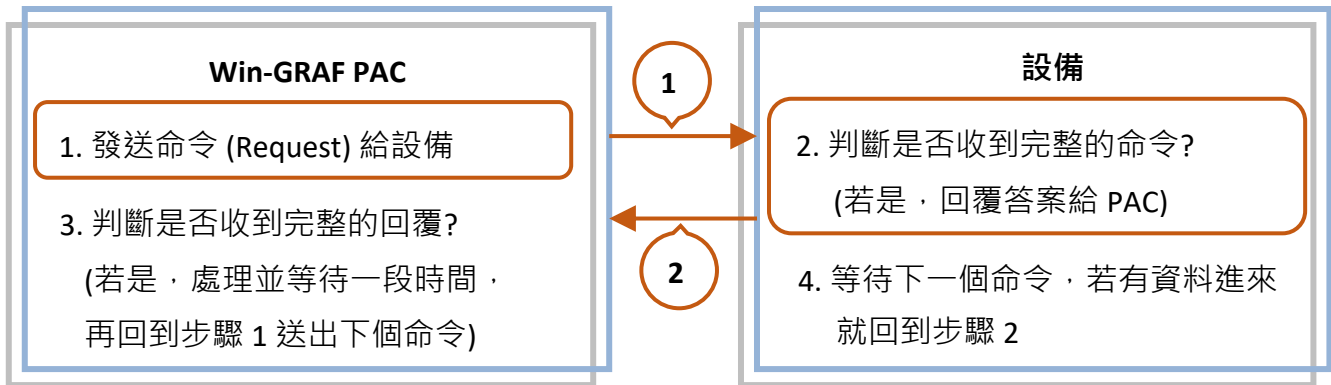 Win-GRAF PAC
1. 發送命令 (Request) 給設備
3. 判斷是否收到完整的回覆?
(若是，處理並等待一段時間，
再回到步驟 1 送出下個命令)
1
2
設備
2. 判斷是否收到完整的命令?
(若是，回覆答案給 PAC)
4. 等待下一個命令，若有資料進來
就回到步驟 2